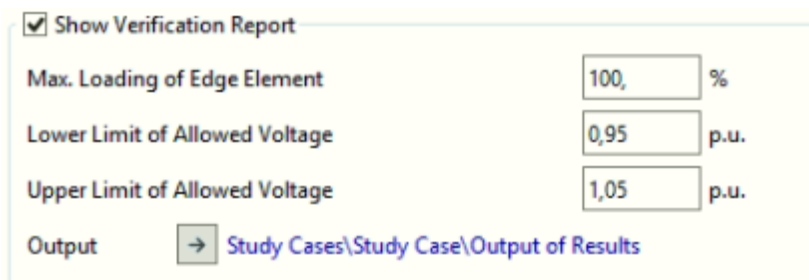 Show Verification Report
Max. Loading of Edge Element 100, %
Lower Limit of Allowed Voltage 0,95 p.u.
Upper Limit of Allowed Voltage 1,05 p.u.
Output → Study Cases\Study Case\Output of Results